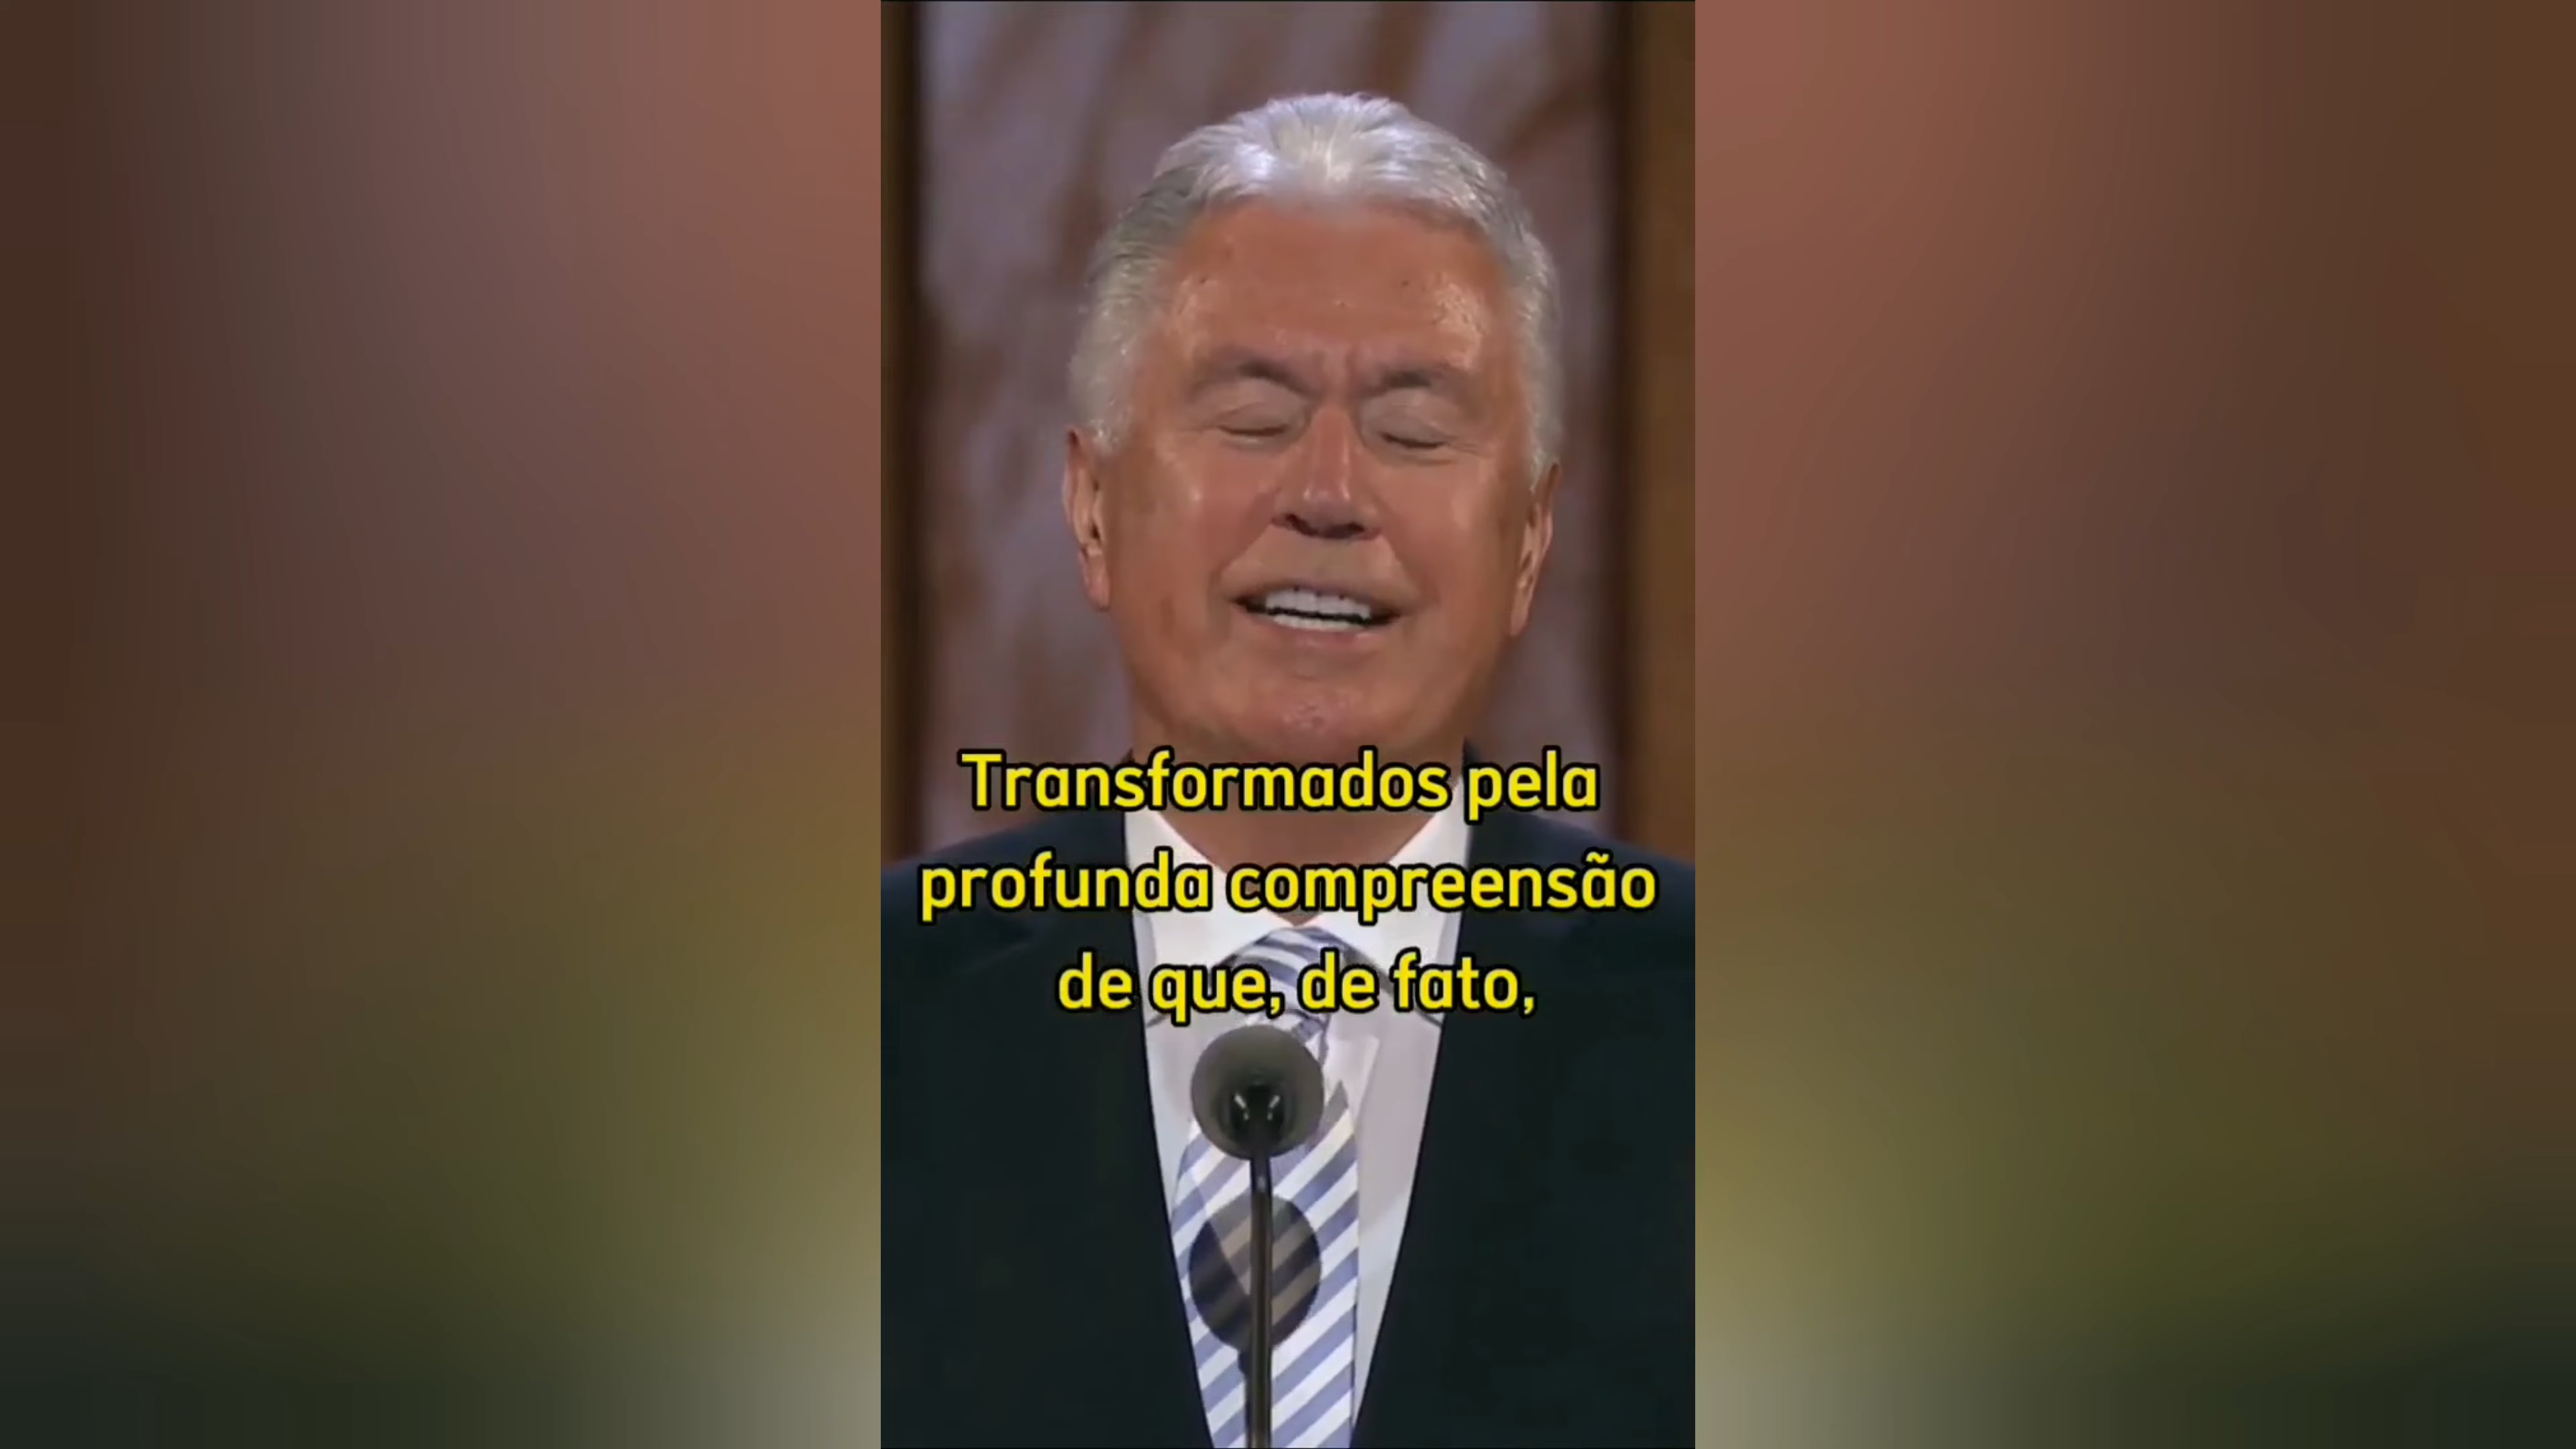 Transformados pela
profunda compreensão
de que, de fato,